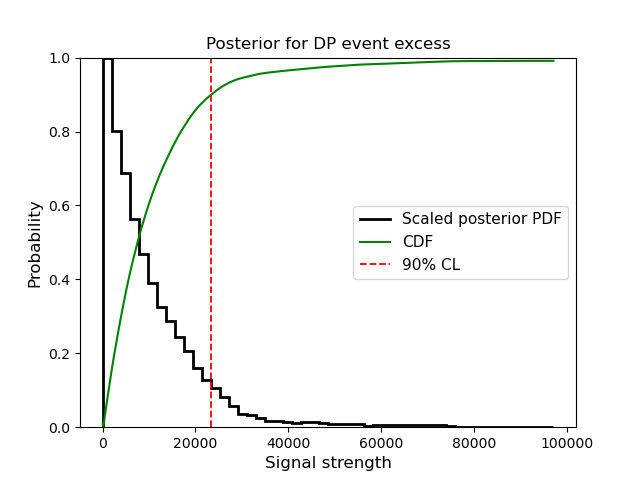 Posterior for DP event excess
1.0
0.8
0.6
0.4
0.2
0.0
Probability
Scaled posterior PDF
CDF
90% CL
0 20000 40000 60000 80000 100000
Signal strength